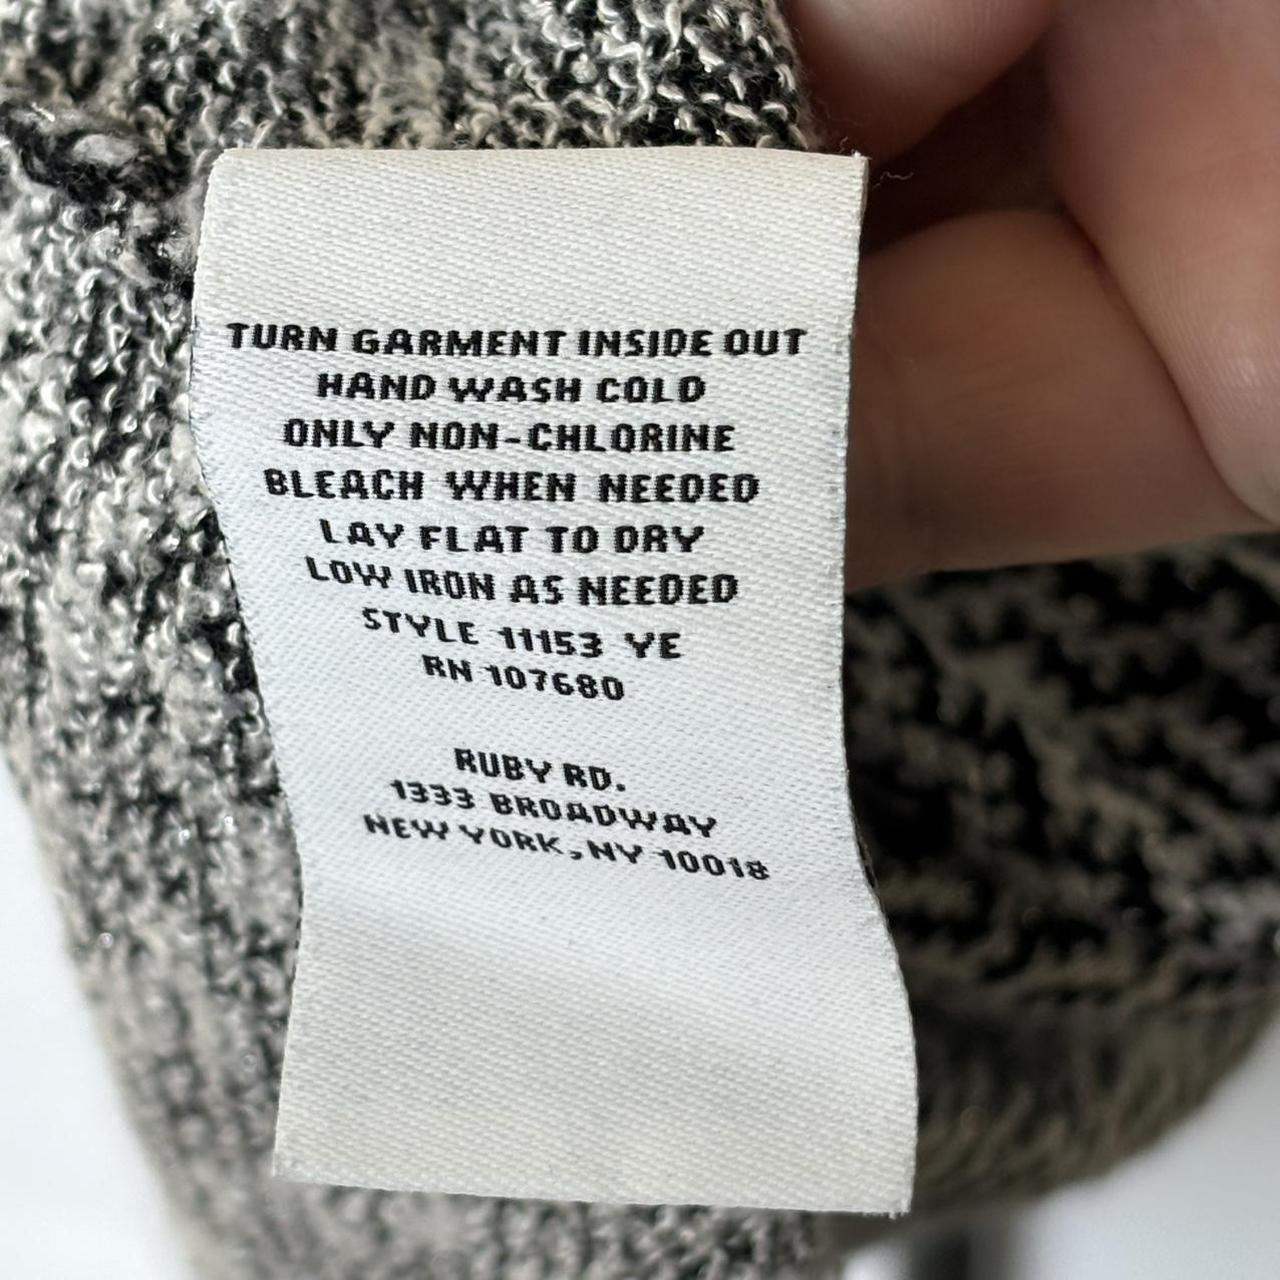 TURN GARMENT INSIDE OUT
HAND WASH COLD
ONLY NON-CHLORINE
BLEACH WHEN NEEDED
LAY FLAT TO DRY
LOW IRON AS NEEDED
STYLE 11153 YE
RN 107680
RUBY RD.
1333 BROADWAY
NEW YORK, NY 10018